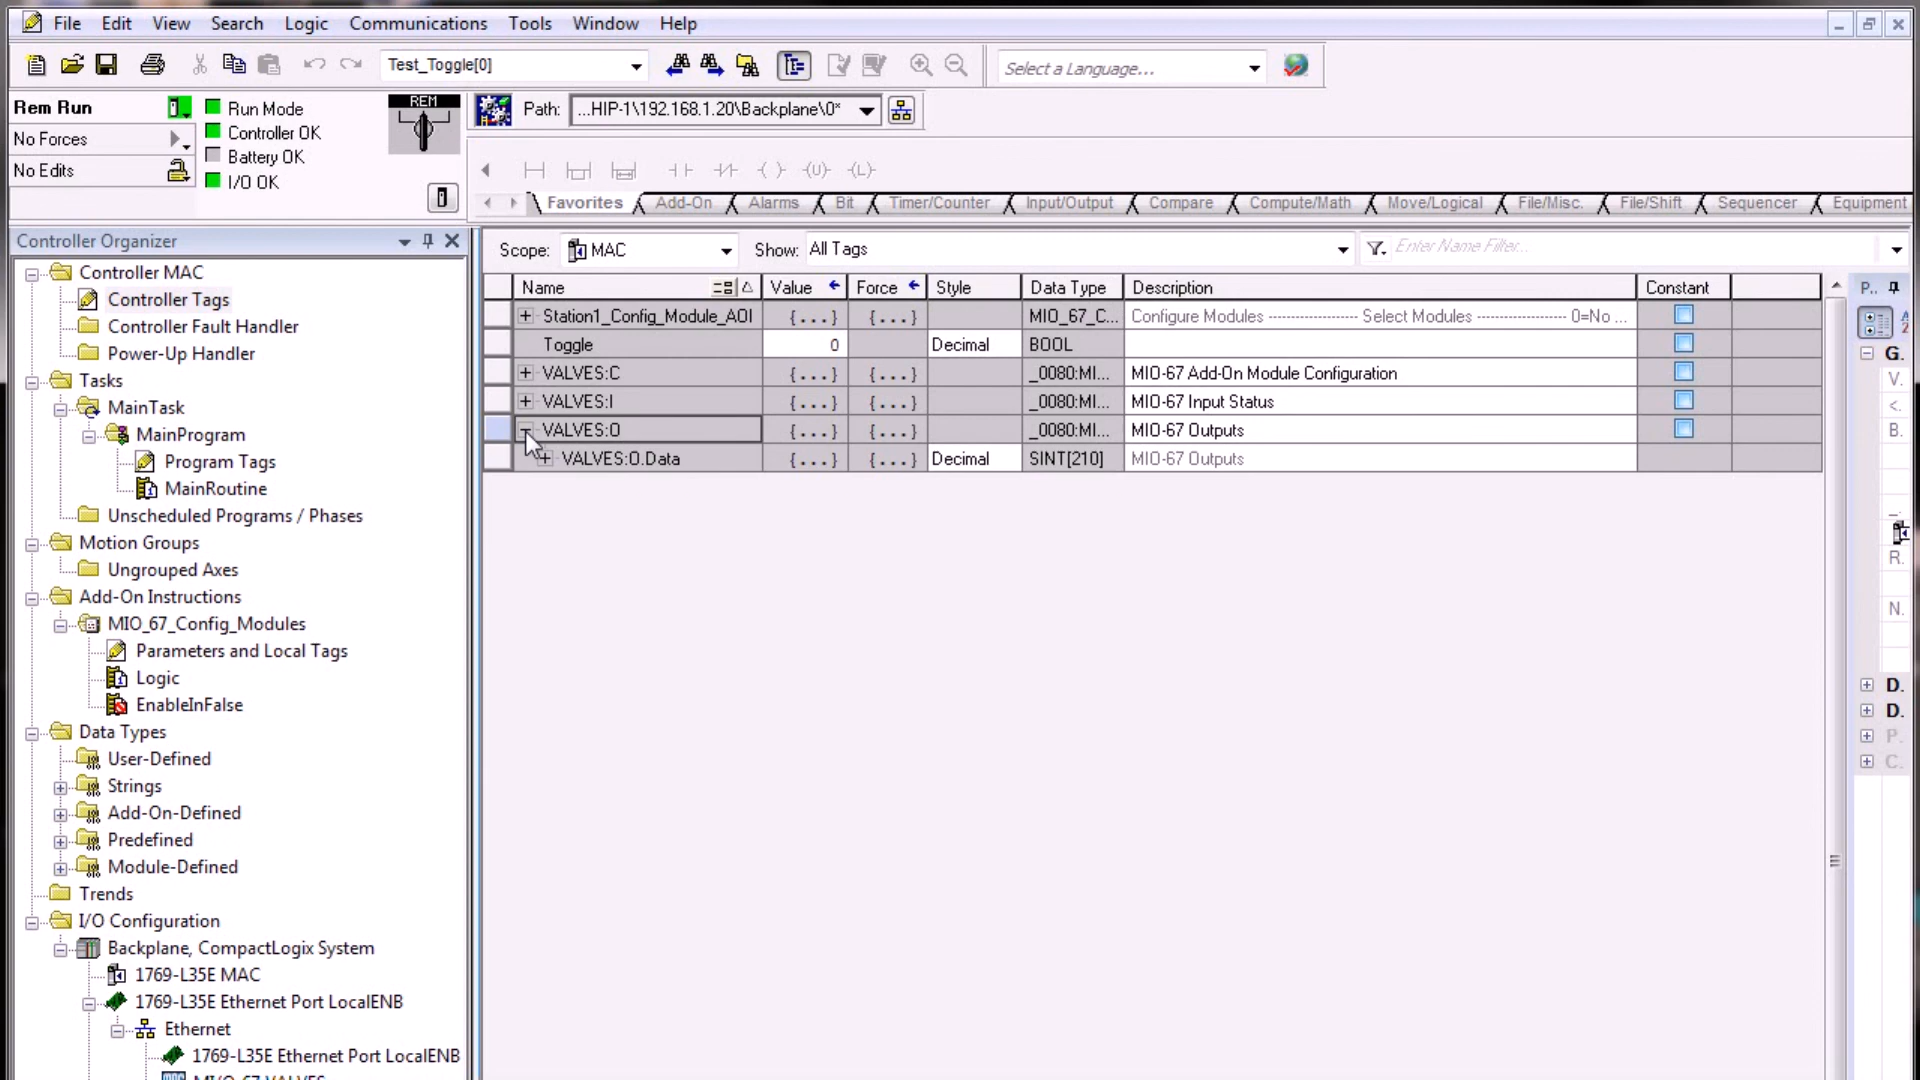 File Edit View Search Logic Communications Tools Window Help
Test_Toggle[0]
Select a Language...
Rem Run
No Forces
No Edits
Run Mode
Controller OK
Battery OK
I/O OK
REM
Path: ...HIP-1\192.168.1.20\Backplane\0*
Favorites Add-On Alarms Bit Timer/Counter Input/Output Compare Compute/Math Move/Logical File/Misc. File/Shift Sequencer Equipment
Controller Organizer
Controller MAC
Controller Tags
Controller Fault Handler
Power-Up Handler
Tasks
MainTask
MainProgram
Program Tags
MainRoutine
Unscheduled Programs / Phases
Motion Groups
Ungrouped Axes
Add-On Instructions
MIO_67_Config_Modules
Parameters and Local Tags
Logic
EnableInFalse
Data Types
User-Defined
Strings
Add-On-Defined
Predefined
Module-Defined
Trends
I/O Configuration
Backplane, CompactLogix System
1769-L35E MAC
1769-L35E Ethernet Port LocalENB
Ethernet
1769-L35E Ethernet Port LocalENB
Scope: MAC Show: All Tags Enter Name Filter...
Name Value Force Style Data Type Description Constant
Station1_Config_Module_AOI {...} {...} MIO_67_C... Configure Modules -------------------- Select Modules -------------------- 0=No ...
Toggle 0 Decimal BOOL
VALVES:C {...} {...} _0080:MI... MIO-67 Add-On Module Configuration
VALVES:I {...} {...} _0080:MI... MIO-67 Input Status
VALVES:O {...} {...} _0080:MI... MIO-67 Outputs
VALVES:O.Data {...} {...} Decimal SINT[210] MIO-67 Outputs
P..
G.
V.
<.
B.
R.
N.
D.
D.
P.
C.